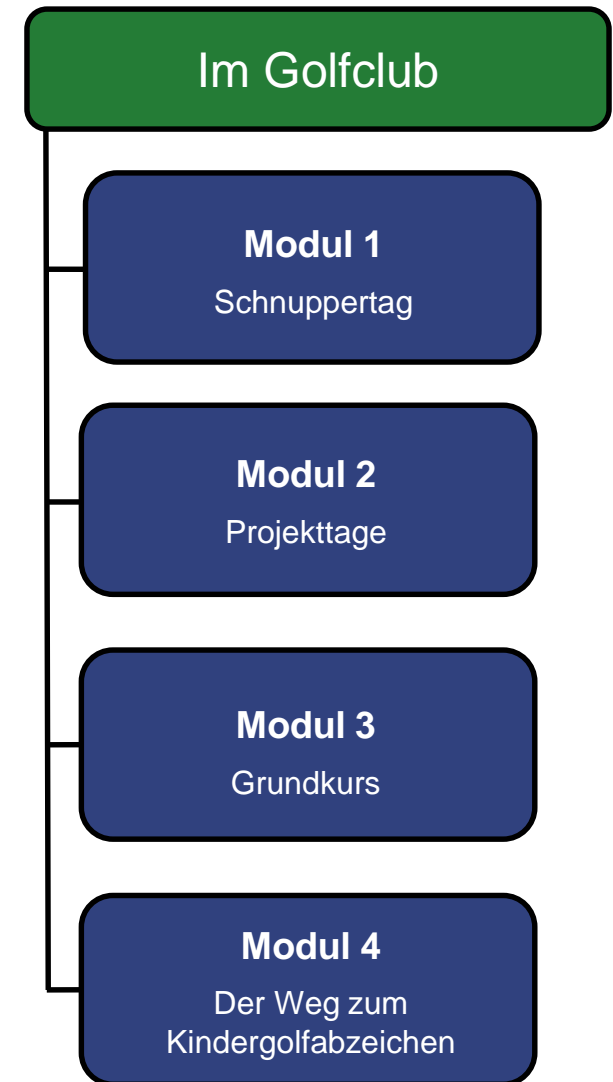 Im Golfclub
Modul 1
Schnuppertag
Modul 2
Projekttage
Modul 3
Grundkurs
Modul 4
Der Weg zum
Kindergolfabzeichen